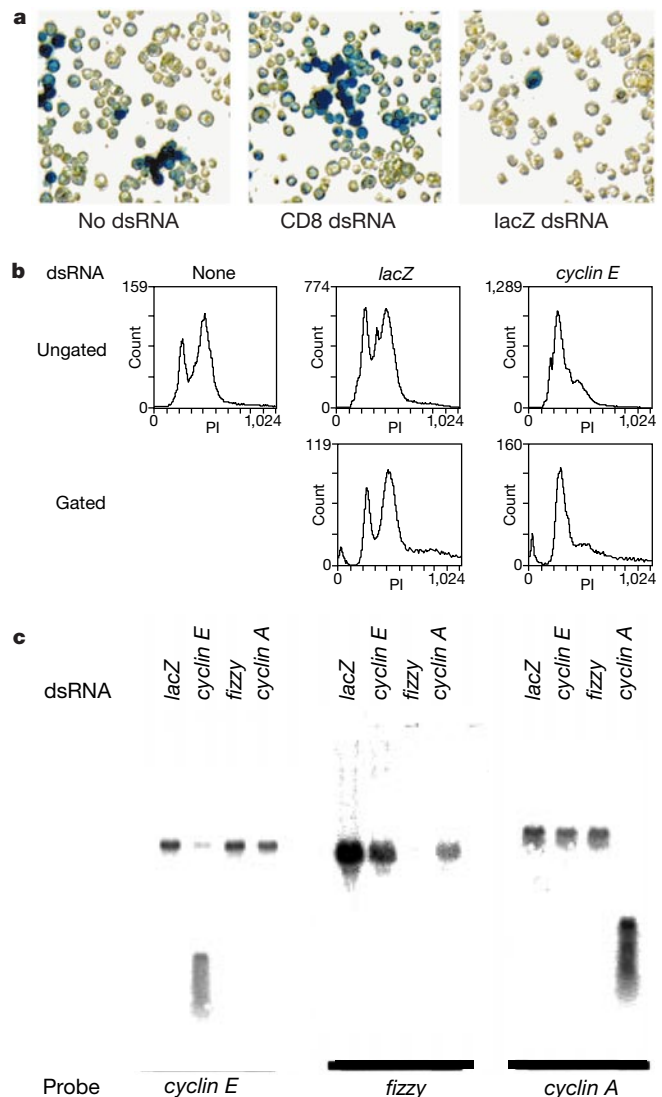 a
No dsRNA CD8 dsRNA lacZ dsRNA
b dsRNA None lacZ cyclin E
159 774 1,289
Ungated Count Count Count
0 0 0
0 1,024 0 1,024 0 1,024
PI PI PI
119 160
Gated Count Count
0 0
0 1,024 0 1,024
PI PI
c
dsRNA lacZ cyclin E fizzy cyclin A lacZ cyclin E fizzy cyclin A lacZ cyclin E fizzy cyclin A
Probe cyclin E fizzy cyclin A